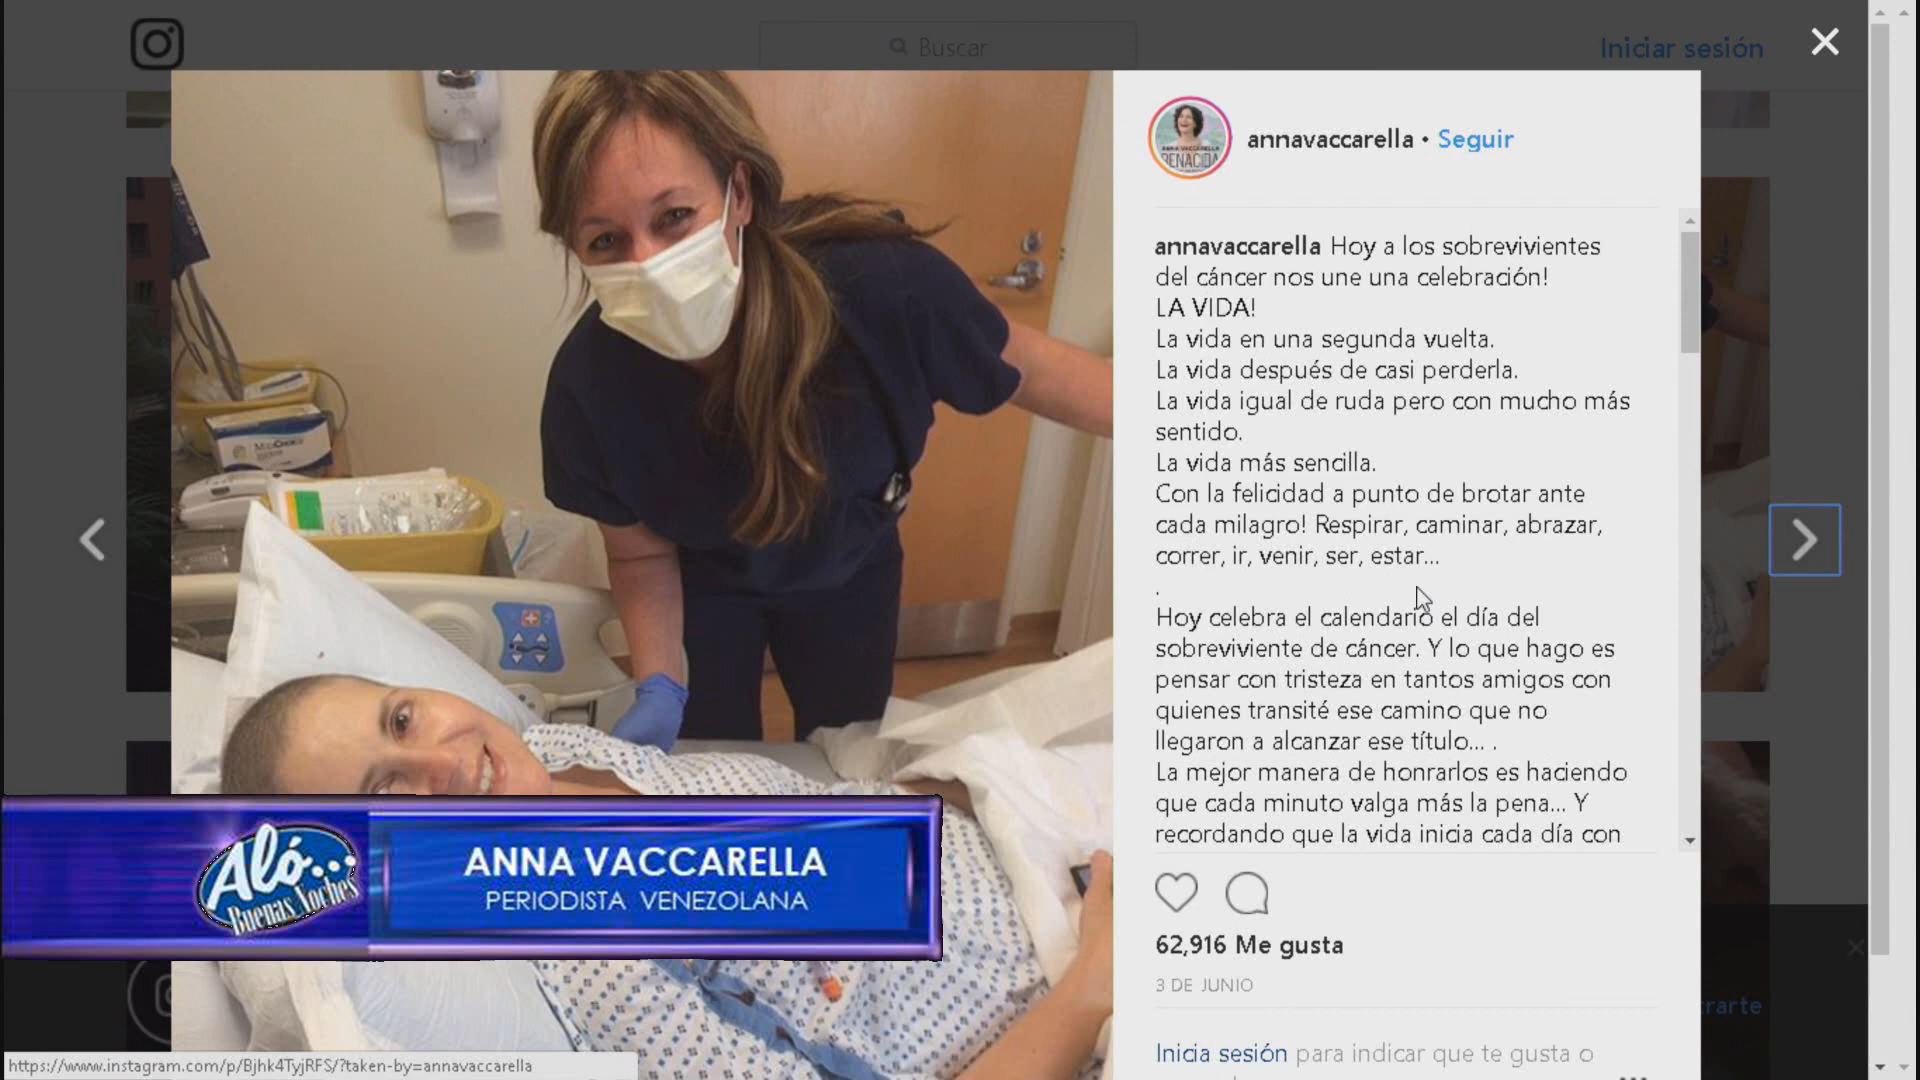 Buscar
Iniciar sesión
ANNA VACCARELLA
RENACIDA
annavaccarella • Seguir
annavaccarella Hoy a los sobrevivientes
del cáncer nos une una celebración!
LA VIDA!
La vida en una segunda vuelta.
La vida después de casi perderla.
La vida igual de ruda pero con mucho más
sentido.
La vida más sencilla.
Con la felicidad a punto de brotar ante
cada milagro! Respirar, caminar, abrazar,
correr, ir, venir, ser, estar...
.
Hoy celebra el calendario el día del
sobreviviente de cáncer. Y lo que hago es
pensar con tristeza en tantos amigos con
quienes transité ese camino que no
llegaron a alcanzar ese título... .
La mejor manera de honrarlos es haciendo
que cada minuto valga más la pena... Y
recordando que la vida inicia cada día con
62,916 Me gusta
3 DE JUNIO
Inicia sesión para indicar que te gusta o
trarte
Aló...
Buenas Noches
ANNA VACCARELLA
PERIODISTA VENEZOLANA
https://www.instagram.com/p/Bjhk4TyjRFS/?taken-by=annavaccarella